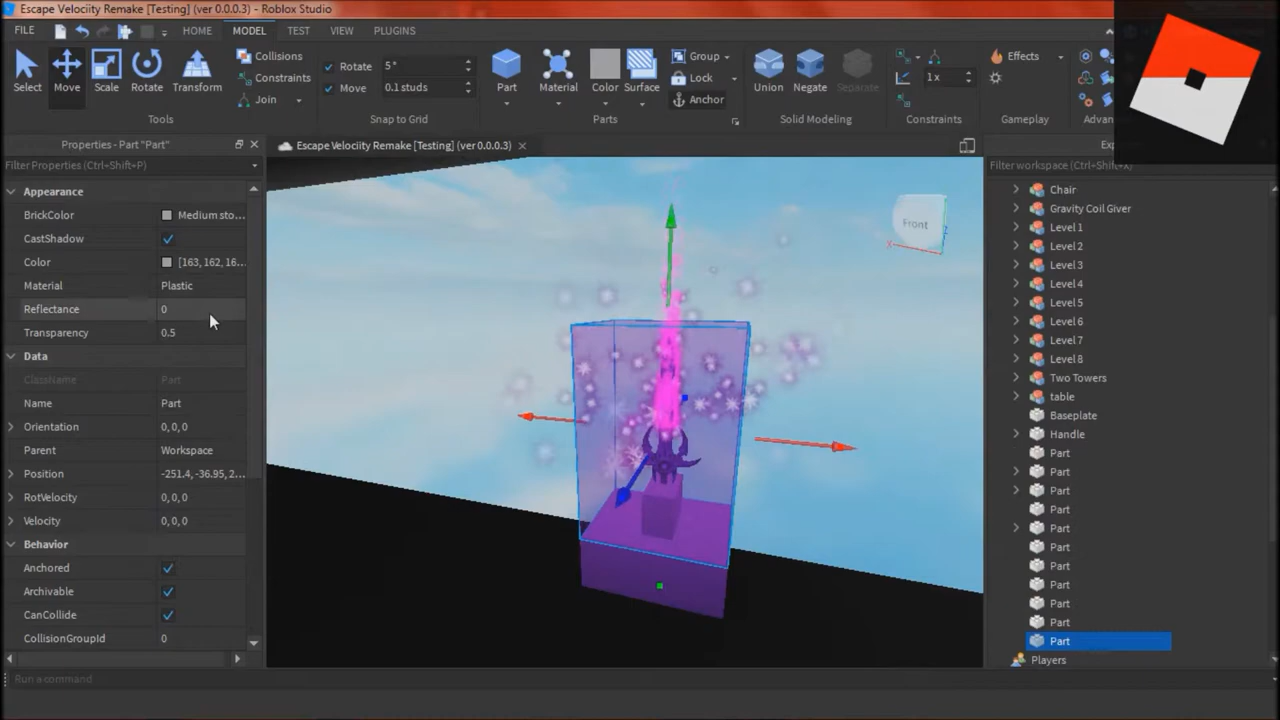 Escape Velociity Remake [Testing] (ver 0.0.0.3) - Roblox Studio
FILE HOME MODEL TEST VIEW PLUGINS
Select Move Scale Rotate Transform
Tools
Collisions
Constraints
Join
Rotate 5°
Move 0.1 studs
Snap to Grid
Part Material Color Surface
Group
Lock
Anchor
Parts
Union Negate Separate
Solid Modeling
1 x
Constraints
Effects
Gameplay
Advan
Properties - Part "Part"
Filter Properties (Ctrl+Shift+P)
Appearance
BrickColor Medium sto...
CastShadow
Color [163, 162, 16...
Material Plastic
Reflectance 0
Transparency 0.5
Data
ClassName Part
Name Part
Orientation 0, 0, 0
Parent Workspace
Position -251.4, -36.95, 2...
RotVelocity 0, 0, 0
Velocity 0, 0, 0
Behavior
Anchored
Archivable
CanCollide
CollisionGroupId 0
Escape Velociity Remake [Testing] (ver 0.0.0.3)
Front
X
Z
Exp
Filter workspace (Ctrl+Shift+X)
Chair
Gravity Coil Giver
Level 1
Level 2
Level 3
Level 4
Level 5
Level 6
Level 7
Level 8
Two Towers
table
Baseplate
Handle
Part
Part
Part
Part
Part
Part
Part
Part
Part
Part
Part
Players
Run a command